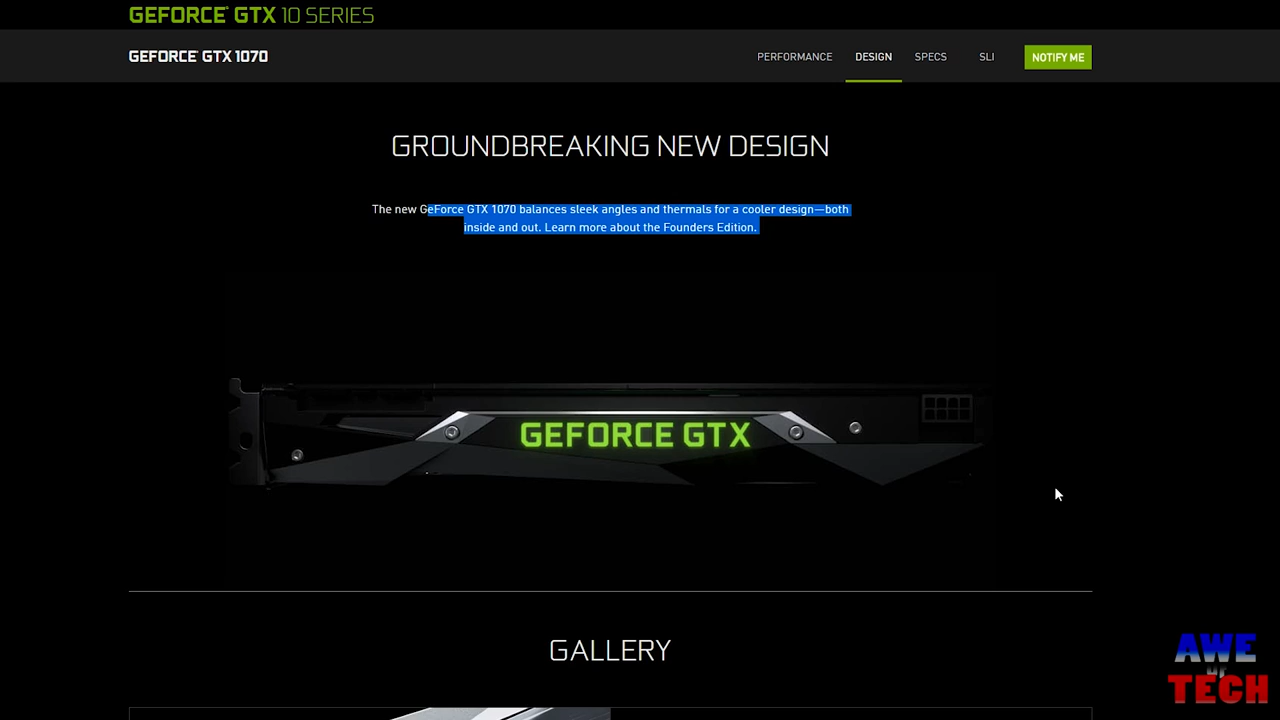 GEFORCE GTX 10 SERIES
GEFORCE GTX 1070
PERFORMANCE DESIGN SPECS SLI NOTIFY ME
GROUNDBREAKING NEW DESIGN
The new GeForce GTX 1070 balances sleek angles and thermals for a cooler design—both
inside and out. Learn more about the Founders Edition.
GEFORCE GTX
GALLERY
AWE
of
TECH